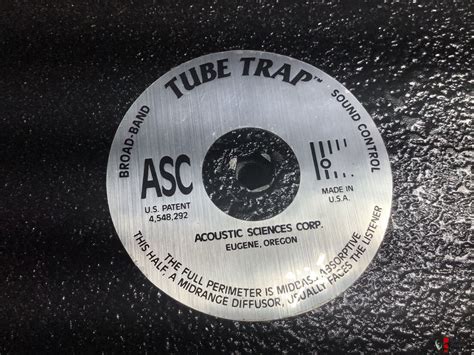 TUBE TRAP™
BROAD-BAND
SOUND CONTROL
ASC
U.S. PATENT
4,548,292
MADE IN
U.S.A.
ACOUSTIC SCIENCES CORP.
EUGENE, OREGON
THE FULL PERIMETER IS MIDBASS ABSORPTIVE
THIS HALF, A MIDRANGE DIFFUSOR, USUALLY FACES THE LISTENER